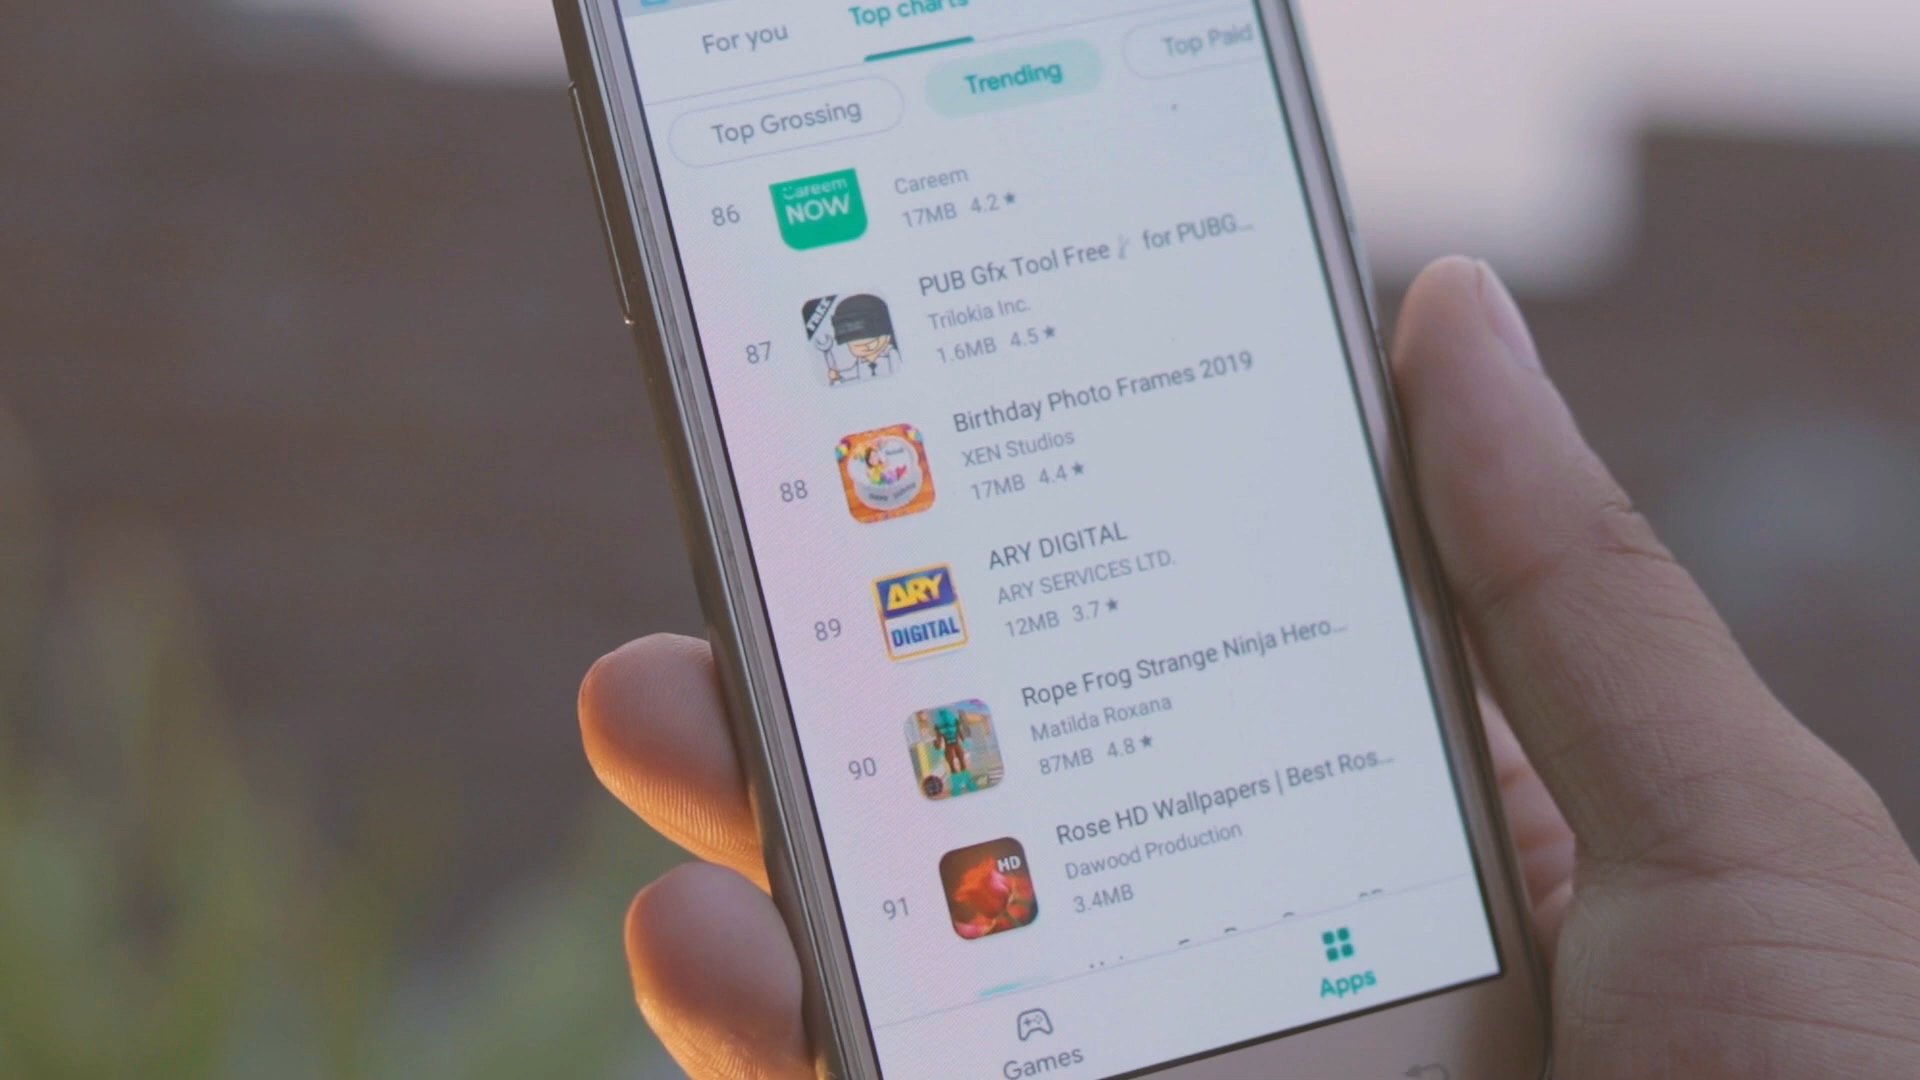 For you
Top charts
Top Grossing
Trending
Top Paid
86
Careem
NOW
Careem
17MB 4.2★
87
FREE
PUB Gfx Tool Free for PUBG...
Trilokia Inc.
1.6MB 4.5★
88
Birthday Photo Frames 2019
XEN Studios
17MB 4.4★
89
ARY
DIGITAL
ARY DIGITAL
ARY SERVICES LTD.
12MB 3.7★
90
Rope Frog Strange Ninja Hero...
Matilda Roxana
87MB 4.8★
91
HD
Rose HD Wallpapers | Best Ros...
Dawood Production
3.4MB
Games
Apps